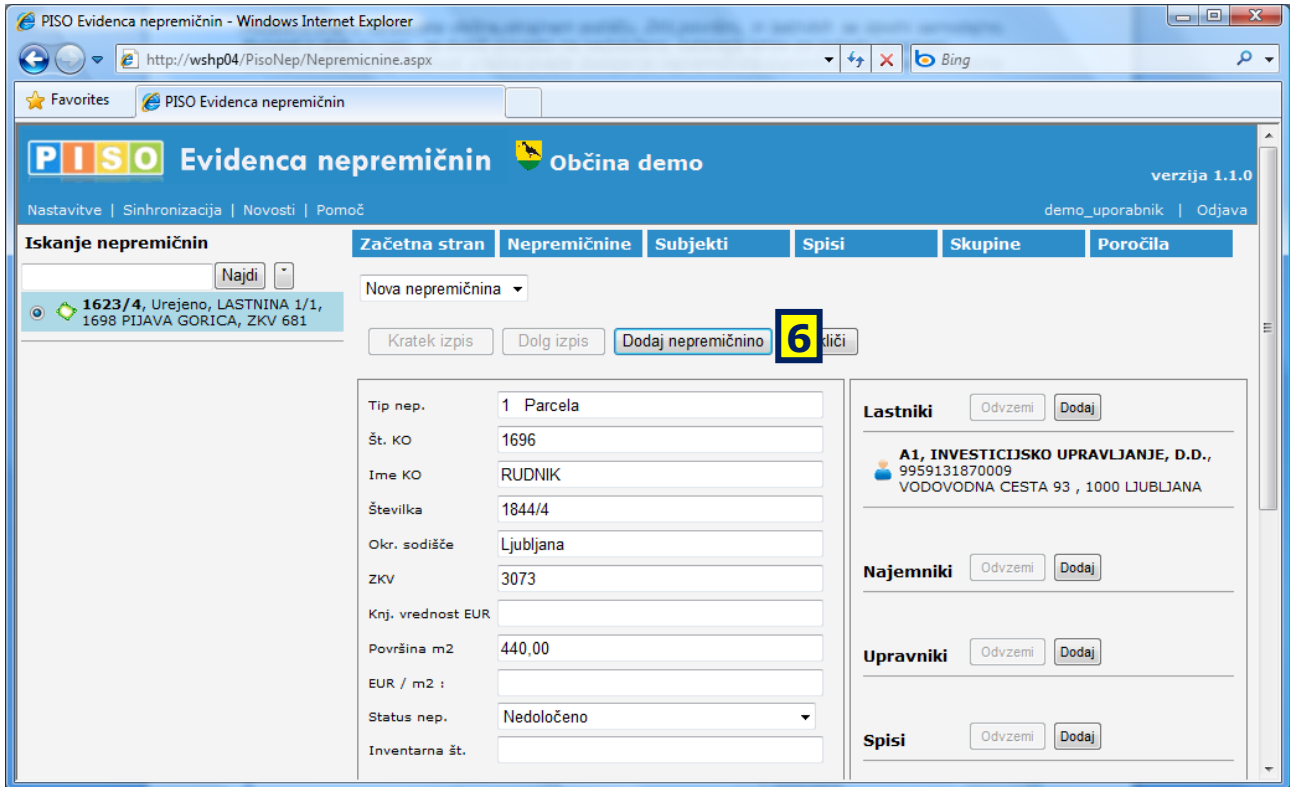 PISO Evidenca nepremičnin - Windows Internet Explorer
http://wshp04/PisoNep/Nepremicnine.aspx
Bing
Favorites
PISO Evidenca nepremičnin
PISO Evidenca nepremičnin Občina demo
verzija 1.1.0
Nastavitve | Sinhronizacija | Novosti | Pomoč
demo_uporabnik | Odjava
Iskanje nepremičnin
Začetna stran Nepremičnine Subjekti Spisi Skupine Poročila
Najdi
1623/4, Urejeno, LASTNINA 1/1,
1698 PIJAVA GORICA, ZKV 681
Nova nepremičnina
Kratek izpis Dolg izpis Dodaj nepremičnino 6 kliči
Tip nep. 1 Parcela
Št. KO 1696
Ime KO RUDNIK
Številka 1844/4
Okr. sodišče Ljubljana
ZKV 3073
Knj. vrednost EUR
Površina m2 440,00
EUR / m2 :
Status nep. Nedoločeno
Inventarna št.
Lastniki Odvzemi Dodaj
A1, INVESTICIJSKO UPRAVLJANJE, D.D.,
9959131870009
VODOVODNA CESTA 93 , 1000 LJUBLJANA
Najemniki Odvzemi Dodaj
Upravniki Odvzemi Dodaj
Spisi Odvzemi Dodaj